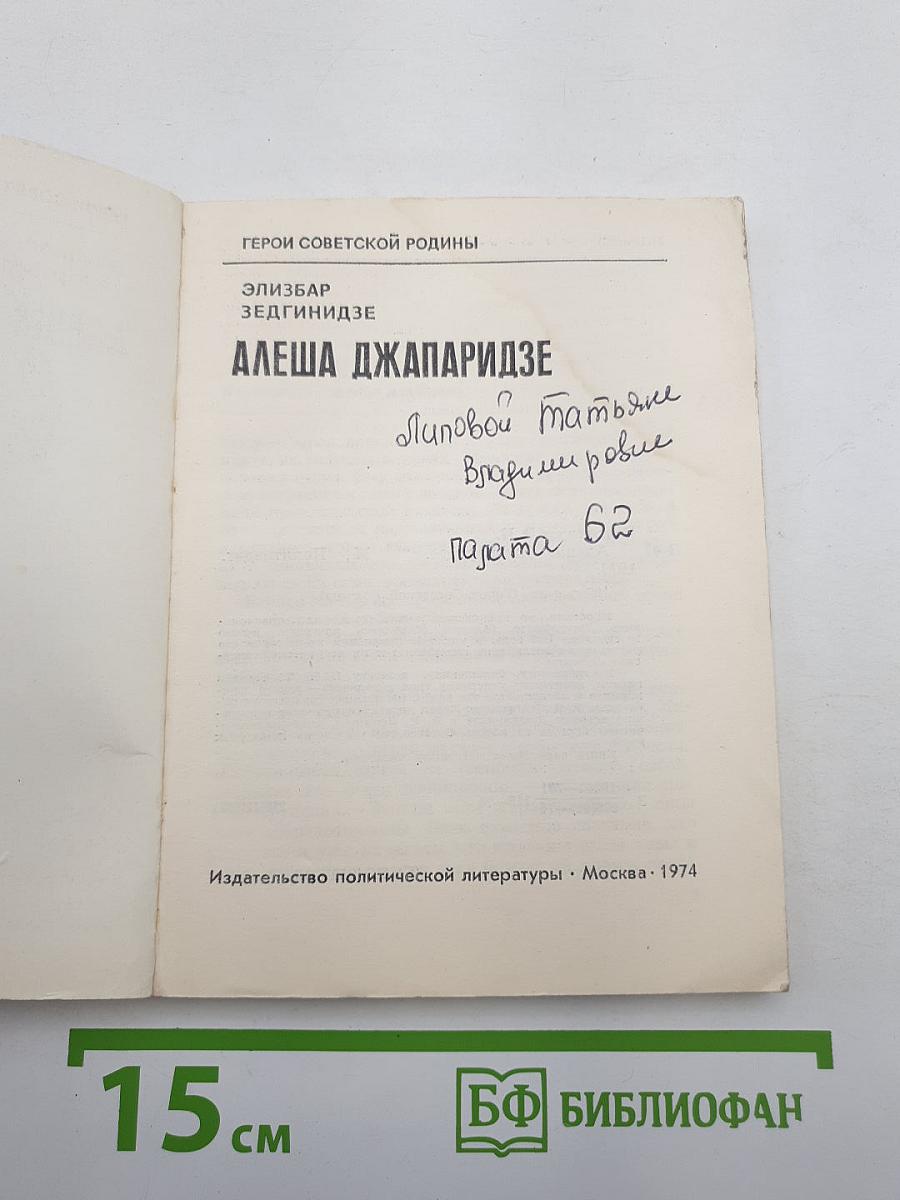 ГЕРОИ СОВЕТСКОЙ РОДИНЫ
ЭЛИЗБАР
ЗЕДГИНИДЗЕ
АЛЕША ДЖАПАРИДЗЕ
Липовой Татьяне
Владимировне
палата 62
Издательство политической литературы · Москва · 1974
15 см
БФ БИБЛИОФАН